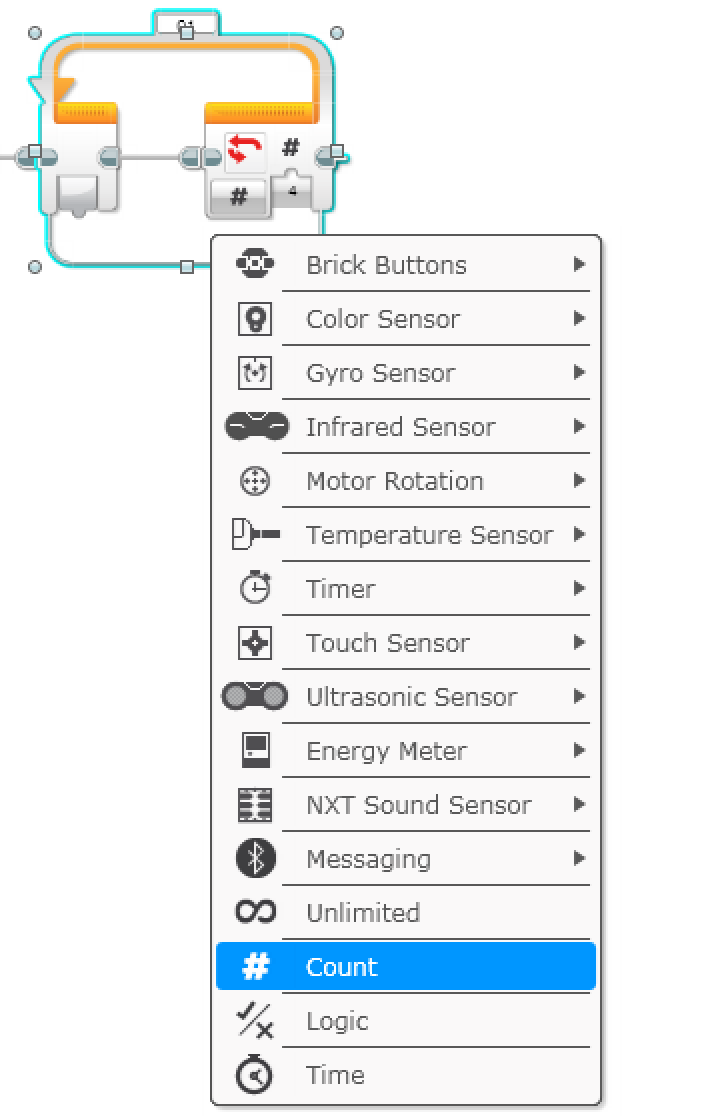 01
#
#
4
Brick Buttons
Color Sensor
Gyro Sensor
Infrared Sensor
Motor Rotation
Temperature Sensor
Timer
Touch Sensor
Ultrasonic Sensor
Energy Meter
NXT Sound Sensor
Messaging
Unlimited
# Count
Logic
Time